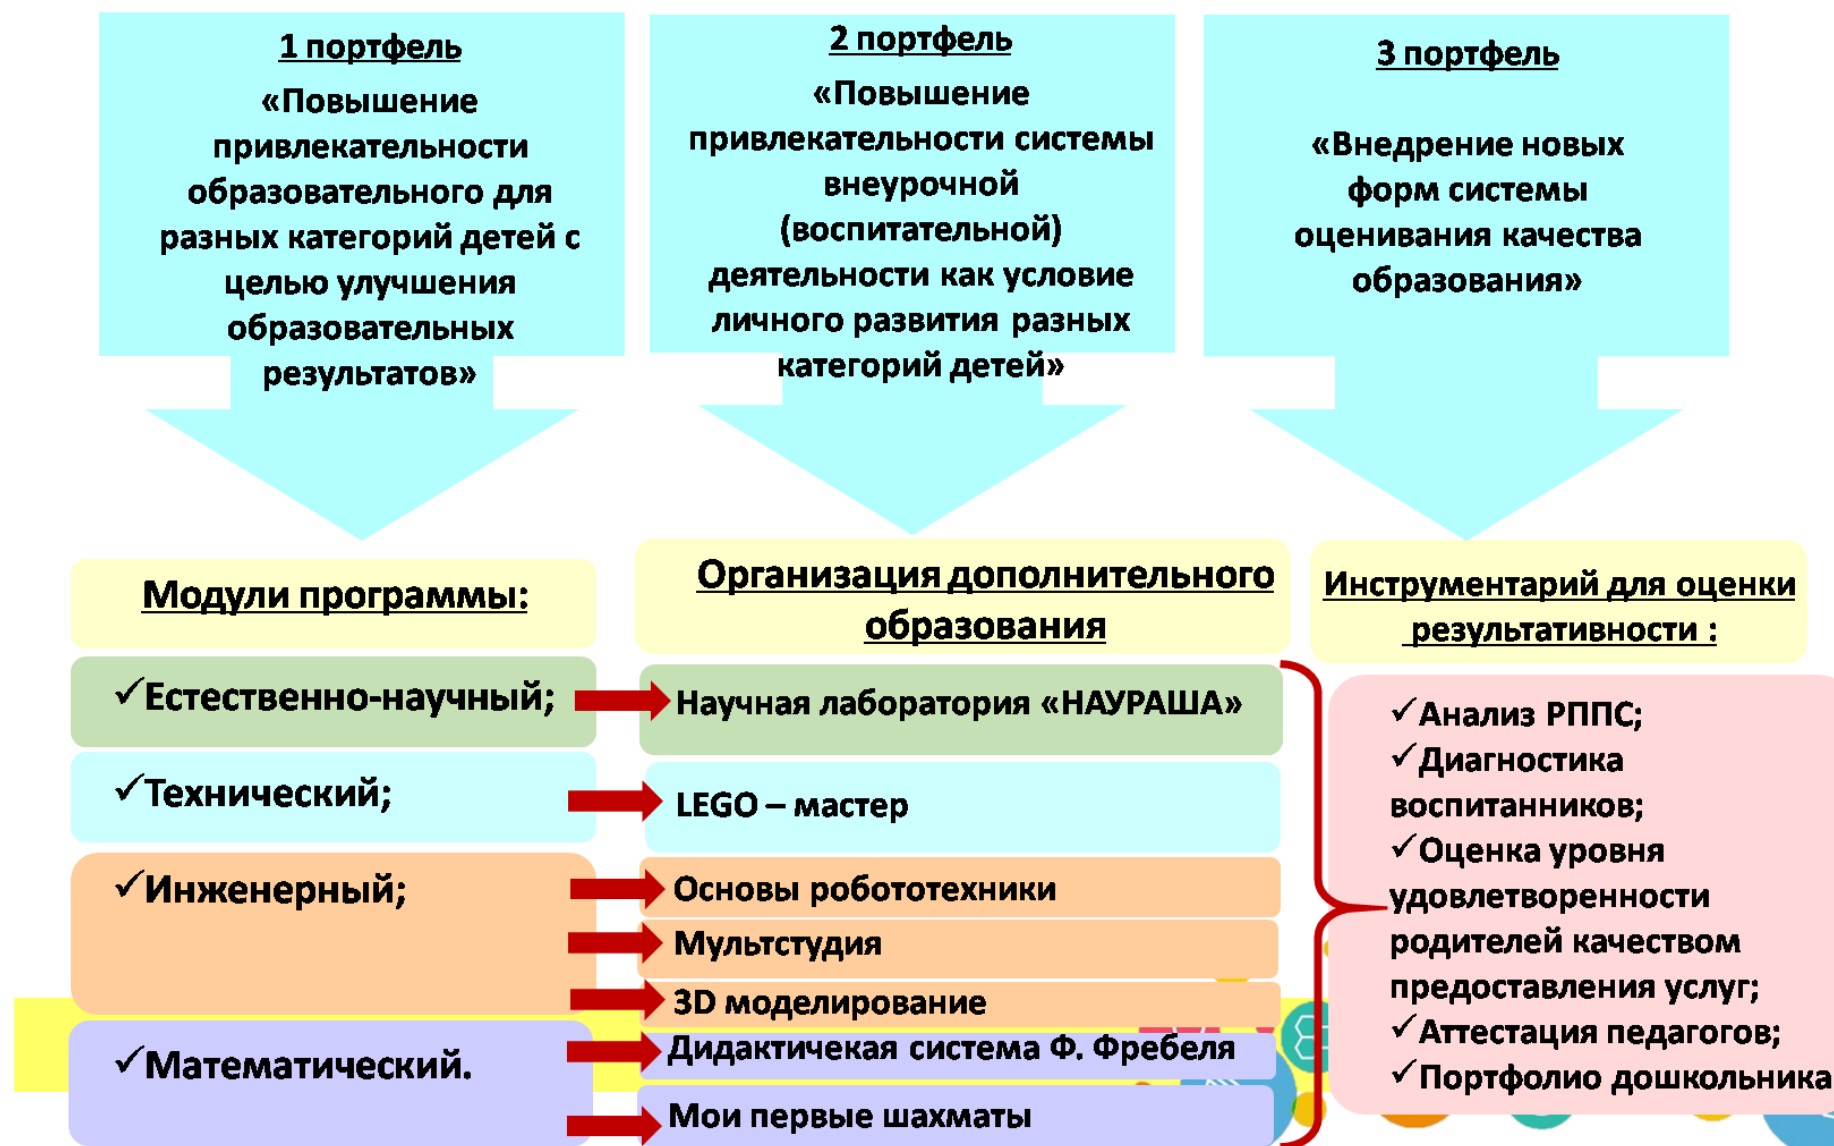 1 портфель
«Повышение
привлекательности
образовательного для
разных категорий детей с
целью улучшения
образовательных
результатов»
2 портфель
«Повышение
привлекательности системы
внеурочной
(воспитательной)
деятельности как условие
личного развития разных
категорий детей»
3 портфель
«Внедрение новых
форм системы
оценивания качества
образования»
Модули программы:
✓Естественно-научный;
✓Технический;
✓Инженерный;
✓Математический.
Организация дополнительного
образования
Научная лаборатория «НАУРАША»
LEGO – мастер
Основы робототехники
Мультстудия
3D моделирование
Дидактичекая система Ф. Фребеля
Мои первые шахматы
Инструментарий для оценки
результативности :
✓Анализ РППС;
✓Диагностика
воспитанников;
✓Оценка уровня
удовлетворенности
родителей качеством
предоставления услуг;
✓Аттестация педагогов;
✓Портфолио дошкольника